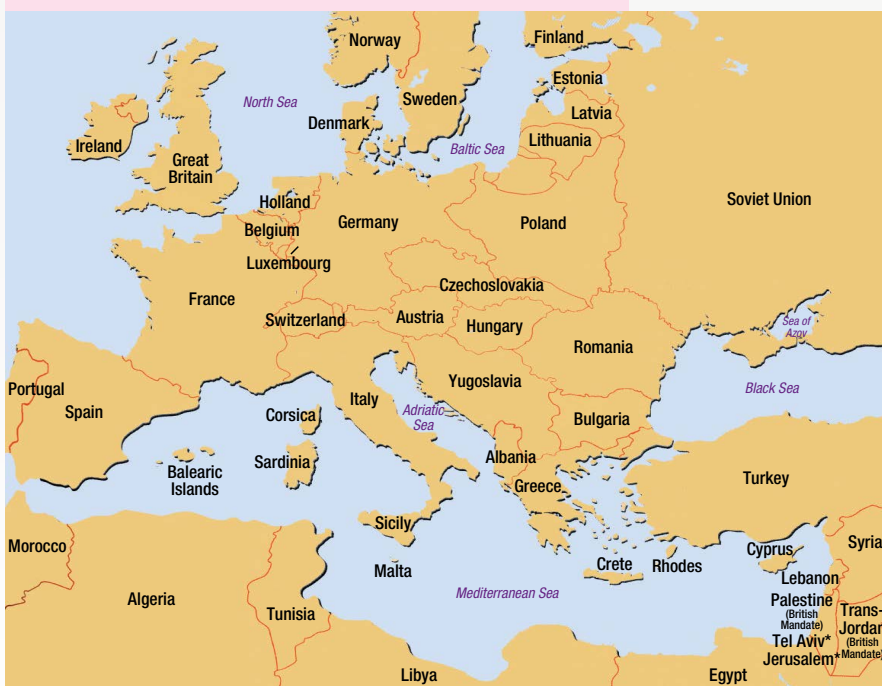 Norway
Finland
Estonia
North Sea
Sweden
Latvia
Denmark
Lithuania
Ireland
Baltic Sea
Great
Britain
Soviet Union
Holland
Germany
Poland
Belgium
Luxembourg
Czechoslovakia
France
Switzerland
Austria
Hungary
Sea of
Azov
Romania
Yugoslavia
Portugal
Spain
Italy
Black Sea
Corsica
Adriatic
Sea
Bulgaria
Albania
Sardinia
Balearic
Islands
Greece
Turkey
Sicily
Morocco
Cyprus
Syria
Malta
Crete
Rhodes
Lebanon
Algeria
Mediterranean Sea
Palestine
(British
Mandate)
Trans-
Jordan
(British
Mandate)
Tunisia
Tel Aviv*
Jerusalem*
Libya
Egypt